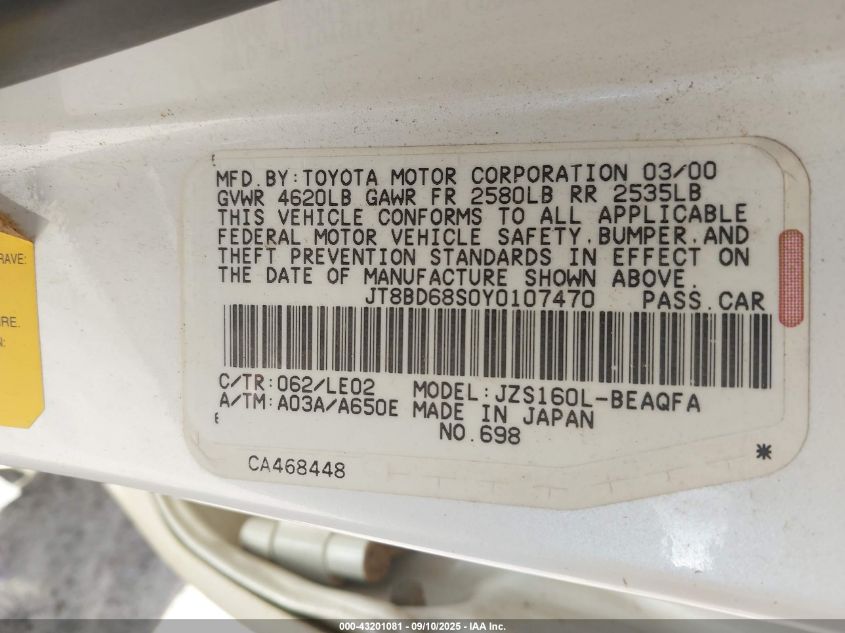 MFD.BY:TOYOTA MOTOR CORPORATION 03/00
GVWR 4620LB GAWR FR 2580LB RR 2535LB
THIS VEHICLE CONFORMS TO ALL APPLICABLE
FEDERAL MOTOR VEHICLE SAFETY,BUMPER,AND
THEFT PREVENTION STANDARDS IN EFFECT ON
THE DATE OF MANUFACTURE SHOWN ABOVE.
JT8BD68S0Y0107470 PASS.CAR
C/TR:062/LE02 MODEL:JZS160L-BEAQFA
A/TM:A03A/A650E MADE IN JAPAN
NO.698
*
CA468448
RAVE:
IRE.
N:
000-43201081 - 09/10/2025 - IAA Inc.